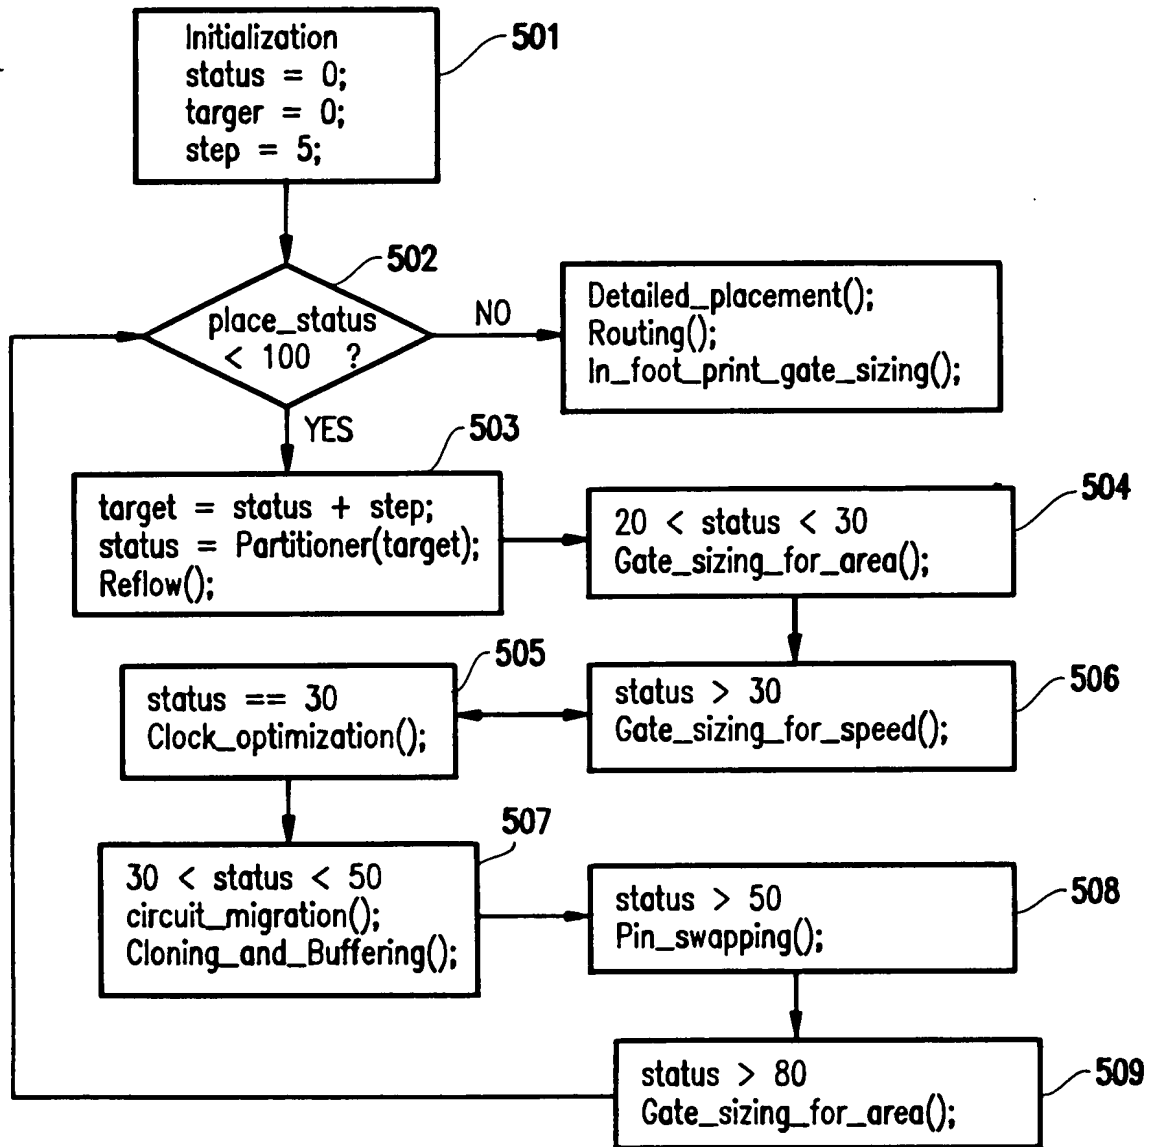 Initialization
status = 0;
targer = 0;
step = 5;
501
502
place_status
< 100 ?
NO
Detailed_placement();
Routing();
In_foot_print_gate_sizing();
YES
503
target = status + step;
status = Partitioner(target);
Reflow();
504
20 < status < 30
Gate_sizing_for_area();
505
status == 30
Clock_optimization();
506
status > 30
Gate_sizing_for_speed();
507
30 < status < 50
circuit_migration();
Cloning_and_Buffering();
508
status > 50
Pin_swapping();
509
status > 80
Gate_sizing_for_area();